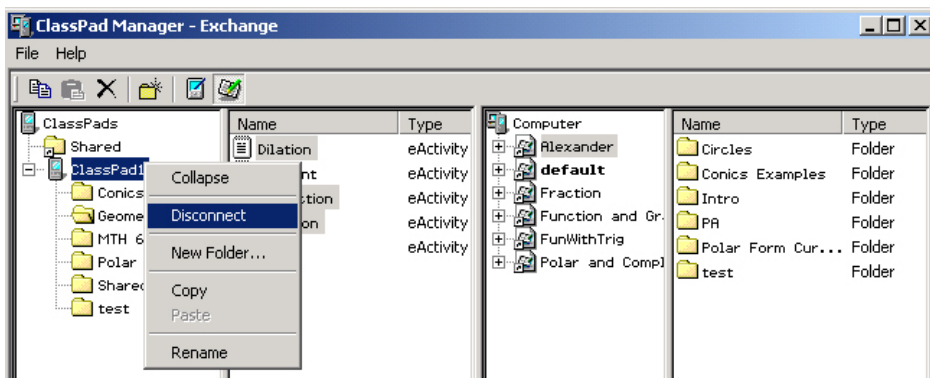 ClassPad Manager - Exchange
File Help
ClassPads
Shared
ClassPad1
Conics
Geome
MTH 6
Polar
Shared
test
Collapse
Disconnect
New Folder...
Copy
Paste
Rename
Name Type
Dilation eActivity
nt eActivity
ction eActivity
on eActivity
eActivity
Computer
Alexander
default
Fraction
Function and Gr.
FunWithTrig
Polar and Compl
Name Type
Circles Folder
Conics Examples Folder
Intro Folder
PA Folder
Polar Form Cur... Folder
test Folder